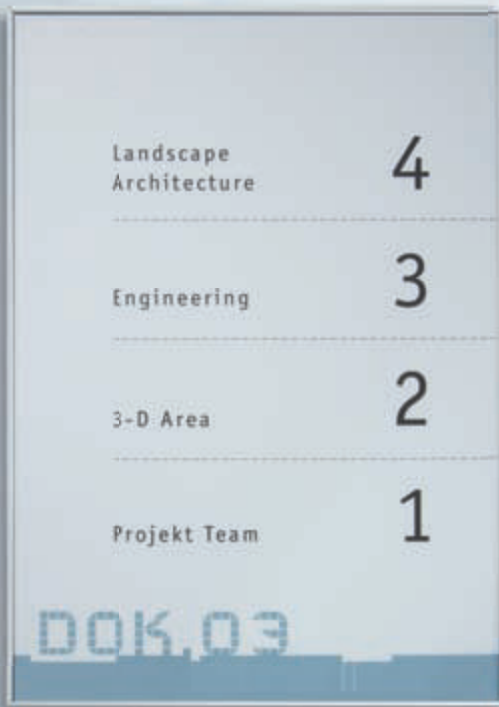 Landscape
Architecture 4
Engineering 3
3-D Area 2
Projekt Team 1
DOK.03